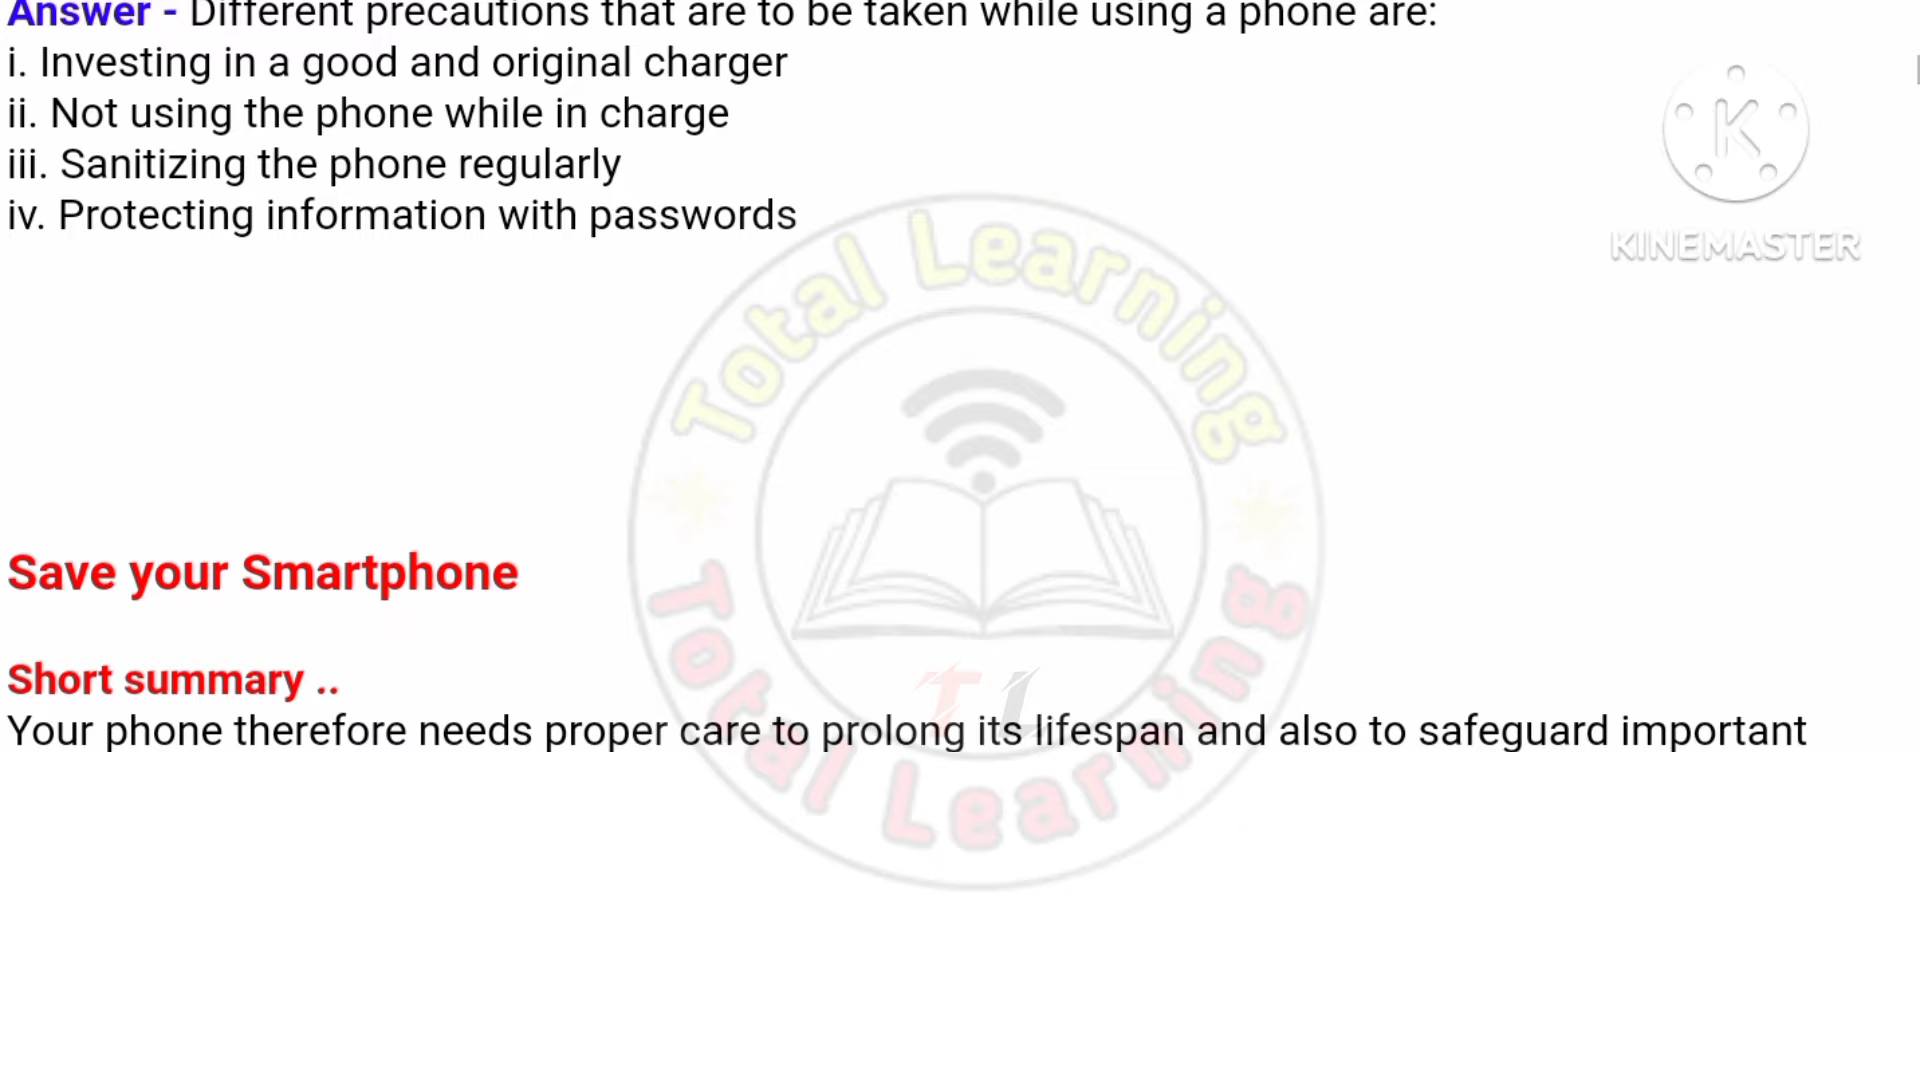 Answer - Different precautions that are to be taken while using a phone are:
i. Investing in a good and original charger
ii. Not using the phone while in charge
iii. Sanitizing the phone regularly
iv. Protecting information with passwords
K
KINEMASTER
Total Learning
Save your Smartphone
Short summary ..
TL
Your phone therefore needs proper care to prolong its lifespan and also to safeguard important
Total Learning